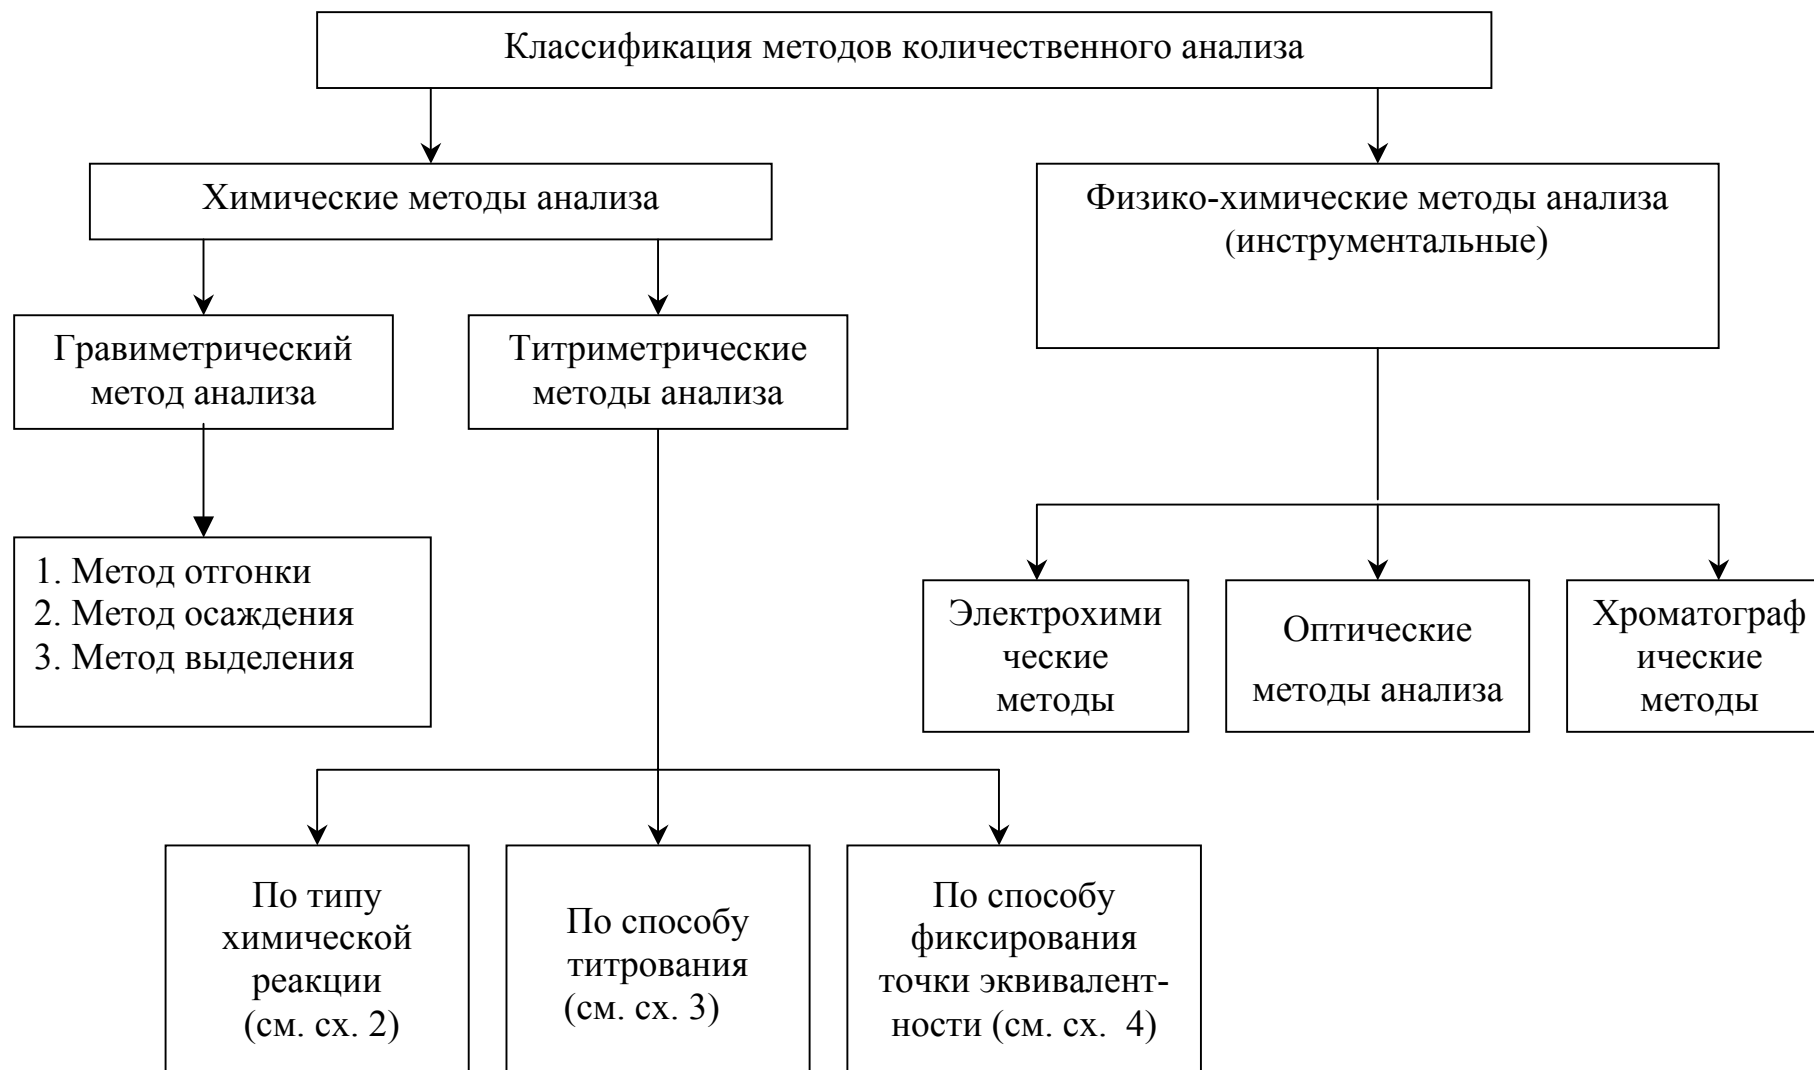 Классификация методов количественного анализа
Химические методы анализа
Физико-химические методы анализа
(инструментальные)
Гравиметрический
метод анализа
Титриметрические
методы анализа
1. Метод отгонки
2. Метод осаждения
3. Метод выделения
Электрохими
ческие
методы
Оптические
методы анализа
Хроматограф
ические
методы
По типу
химической
реакции
(см. сх. 2)
По способу
титрования
(см. сх. 3)
По способу
фиксирования
точки эквивалент-
ности (см. сх. 4)